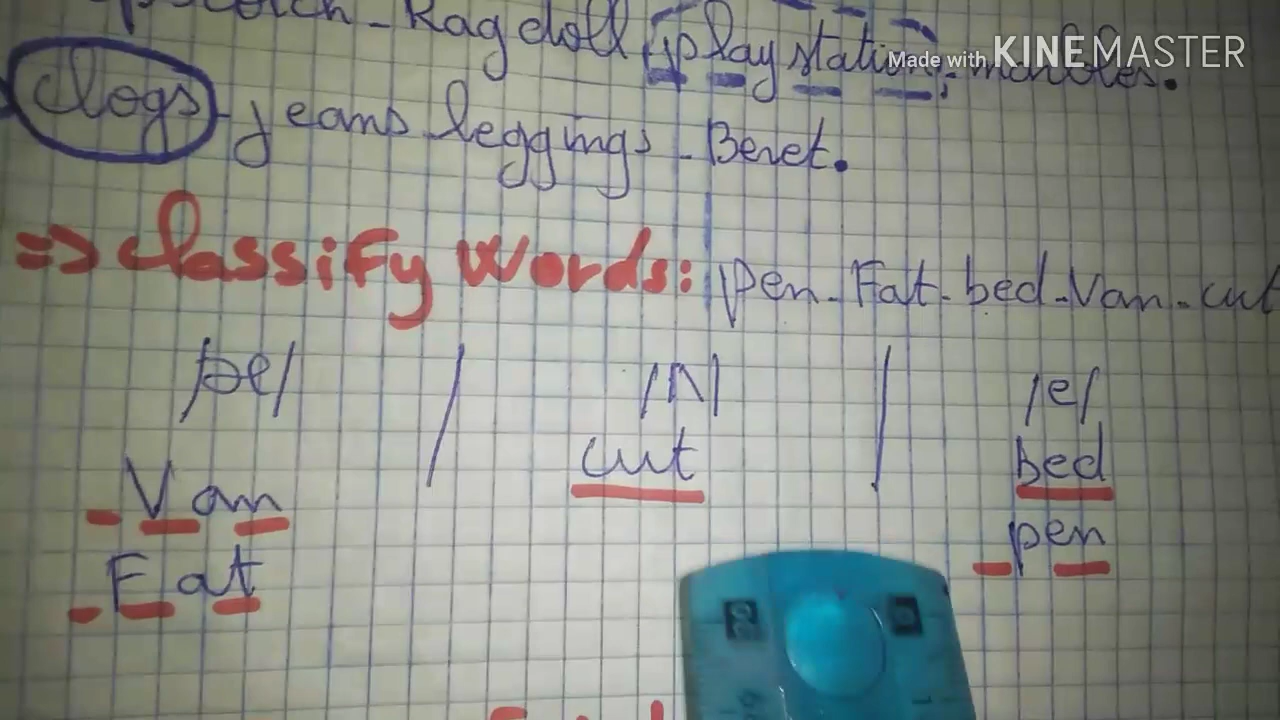 Rag doll (play station, marbles.
Made with KINEMASTER
clogs - jeans leggings - Beret.
=> Classify words: pen - Fat - bed - Van - cut
/æ/ / /ʌ/ / /e/
cut bed
- Van
- pen
- Fat